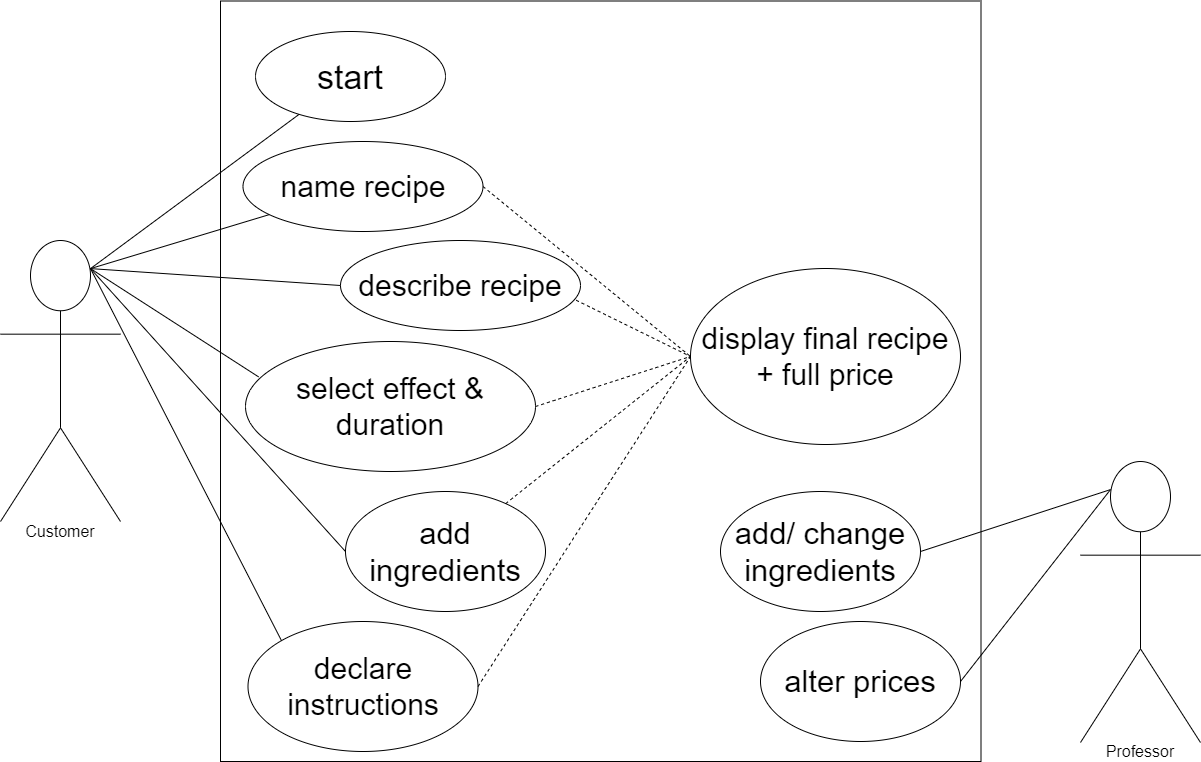 start
name recipe
describe recipe
select effect &
duration
add
ingredients
declare
instructions
display final recipe
+ full price
add/ change
ingredients
alter prices
Customer
Professor